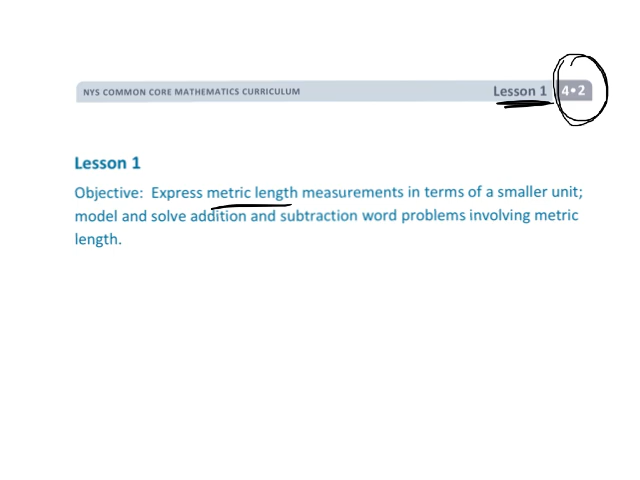 NYS COMMON CORE MATHEMATICS CURRICULUM Lesson 1 4•2
Lesson 1
Objective: Express metric length measurements in terms of a smaller unit;
model and solve addition and subtraction word problems involving metric
length.